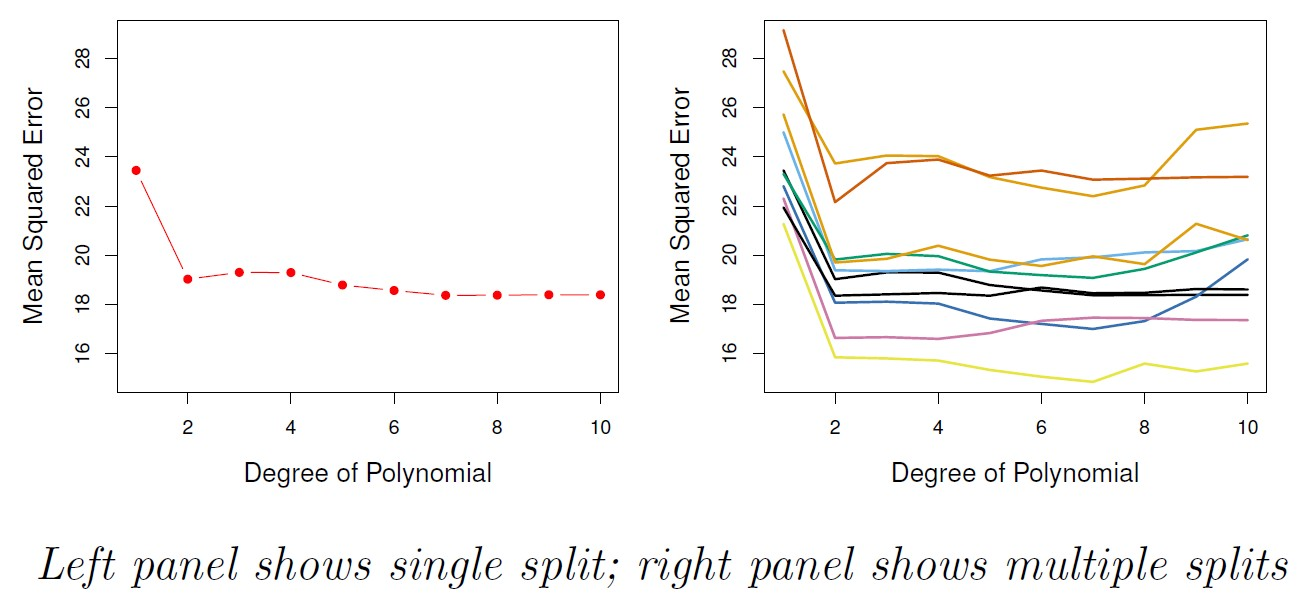 Mean Squared Error
28
26
24
22
20
18
16
2 4 6 8 10
Degree of Polynomial
Mean Squared Error
28
26
24
22
20
18
16
2 4 6 8 10
Degree of Polynomial
Left panel shows single split; right panel shows multiple splits